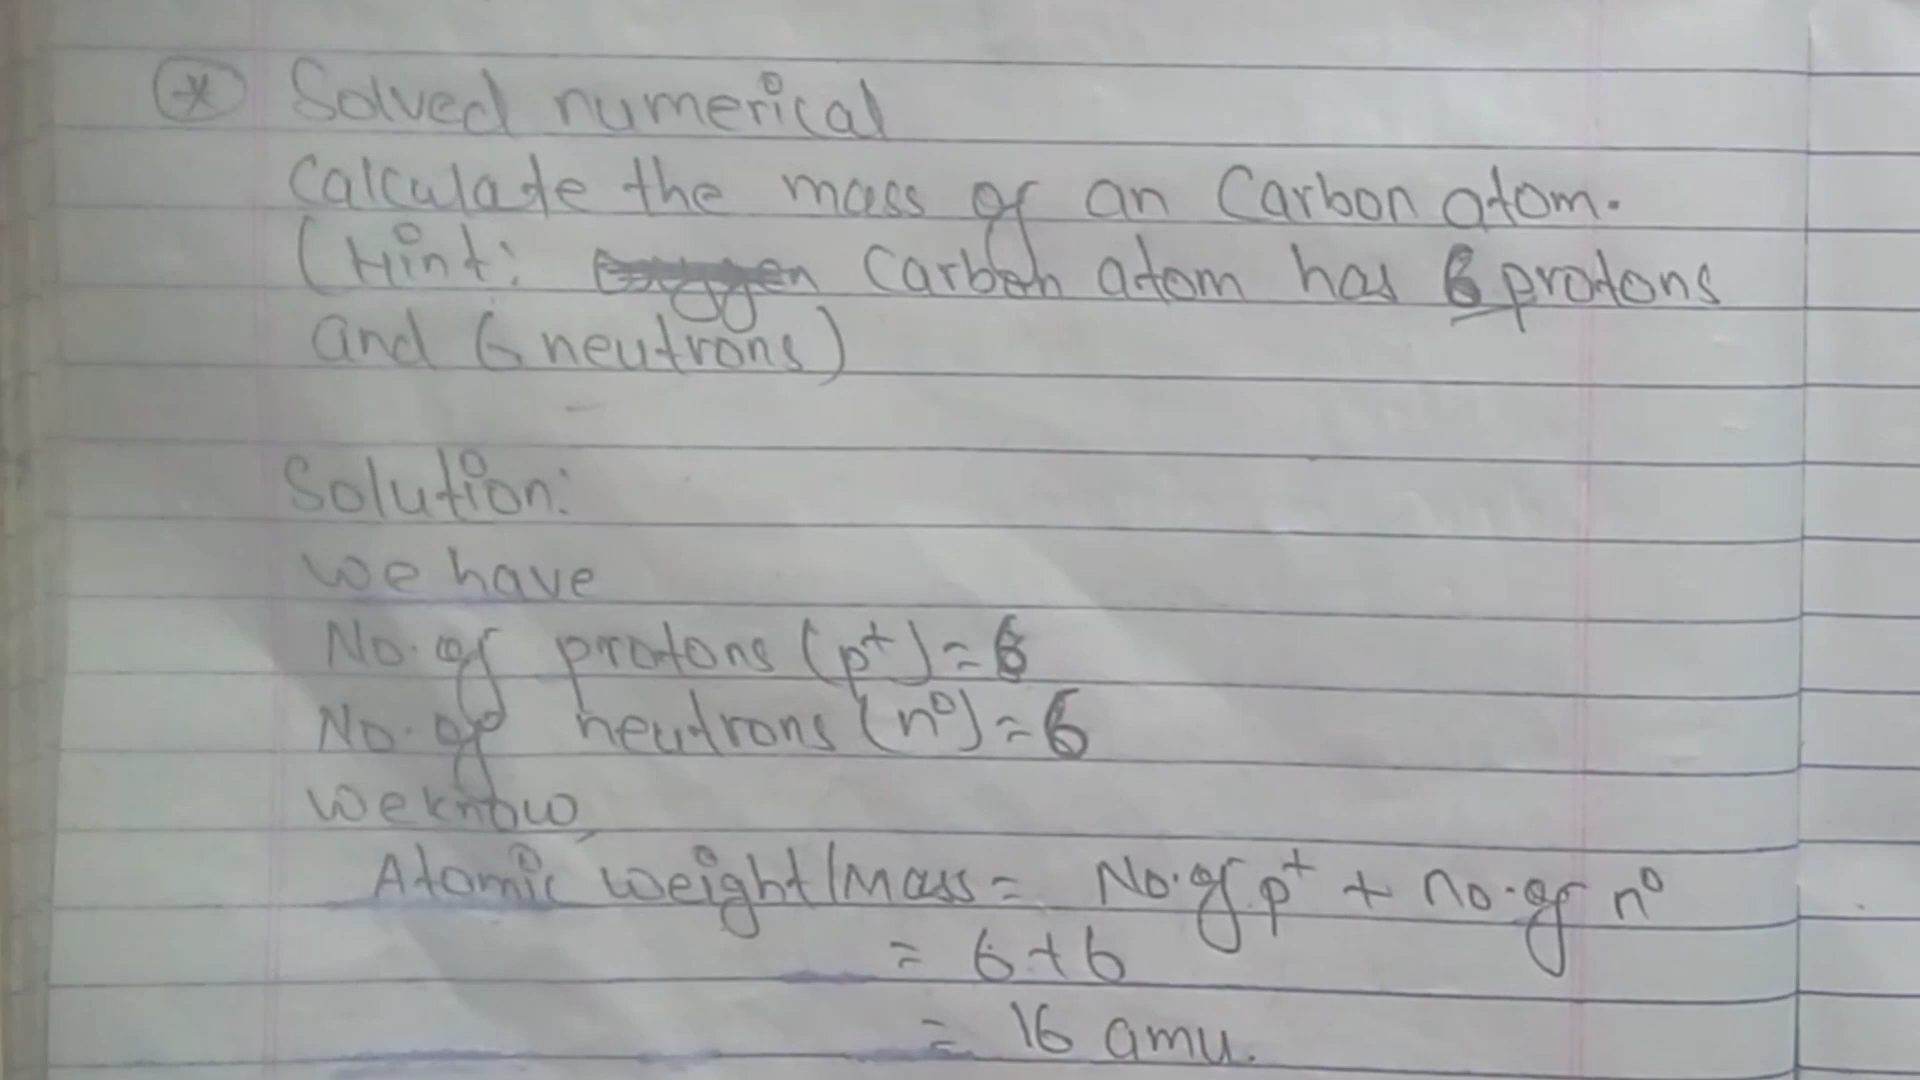 * Solved numerical
Calculate the mass of an Carbon atom.
(Hint: Carbon atom has 6 protons
and 6 neutrons)
Solution:
we have
No. of protons (p⁺) = 6
No. of neutrons (n⁰) = 6
we know,
Atomic weight/Mass = No. of p⁺ + no. of n⁰
= 6+6
= 16 amu.